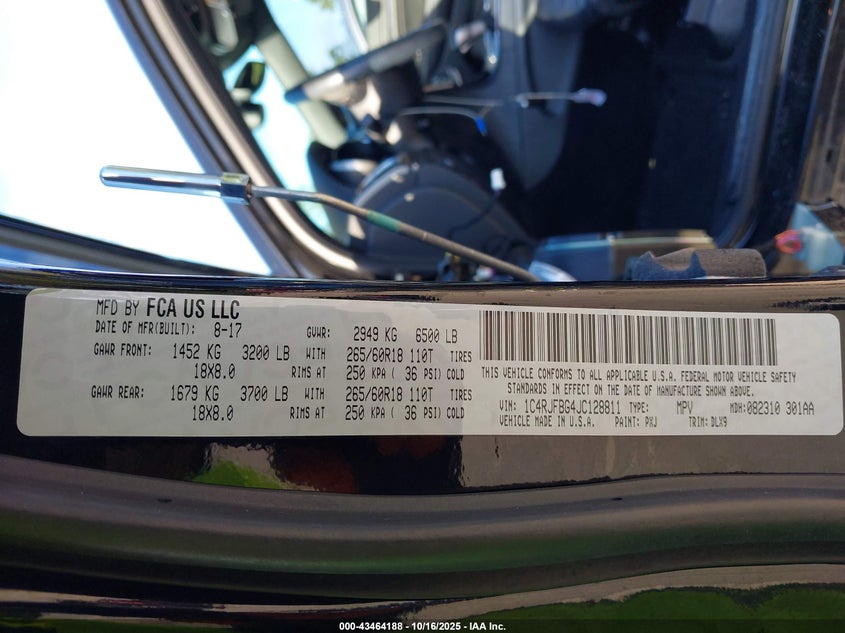 MFD BY FCA US LLC
DATE OF MFR(BUILT): 8-17 GVWR: 2949 KG 6500 LB
GAWR FRONT: 1452 KG 3200 LB WITH 265/60R18 110T TIRES
18X8.0 RIMS AT 250 KPA ( 36 PSI) COLD
GAWR REAR: 1679 KG 3700 LB WITH 265/60R18 110T TIRES
18X8.0 RIMS AT 250 KPA ( 36 PSI) COLD
THIS VEHICLE CONFORMS TO ALL APPLICABLE U.S.A. FEDERAL MOTOR VEHICLE SAFETY
STANDARDS IN EFFECT ON THE DATE OF MANUFACTURE SHOWN ABOVE.
VIN: 1C4RJFBG4JC128811 TYPE: MPV MDH: 082310 301AA
VEHICLE MADE IN U.S.A. PAINT: PXJ TRIM: DLX9
000-43464188 - 10/16/2025 - IAA Inc.